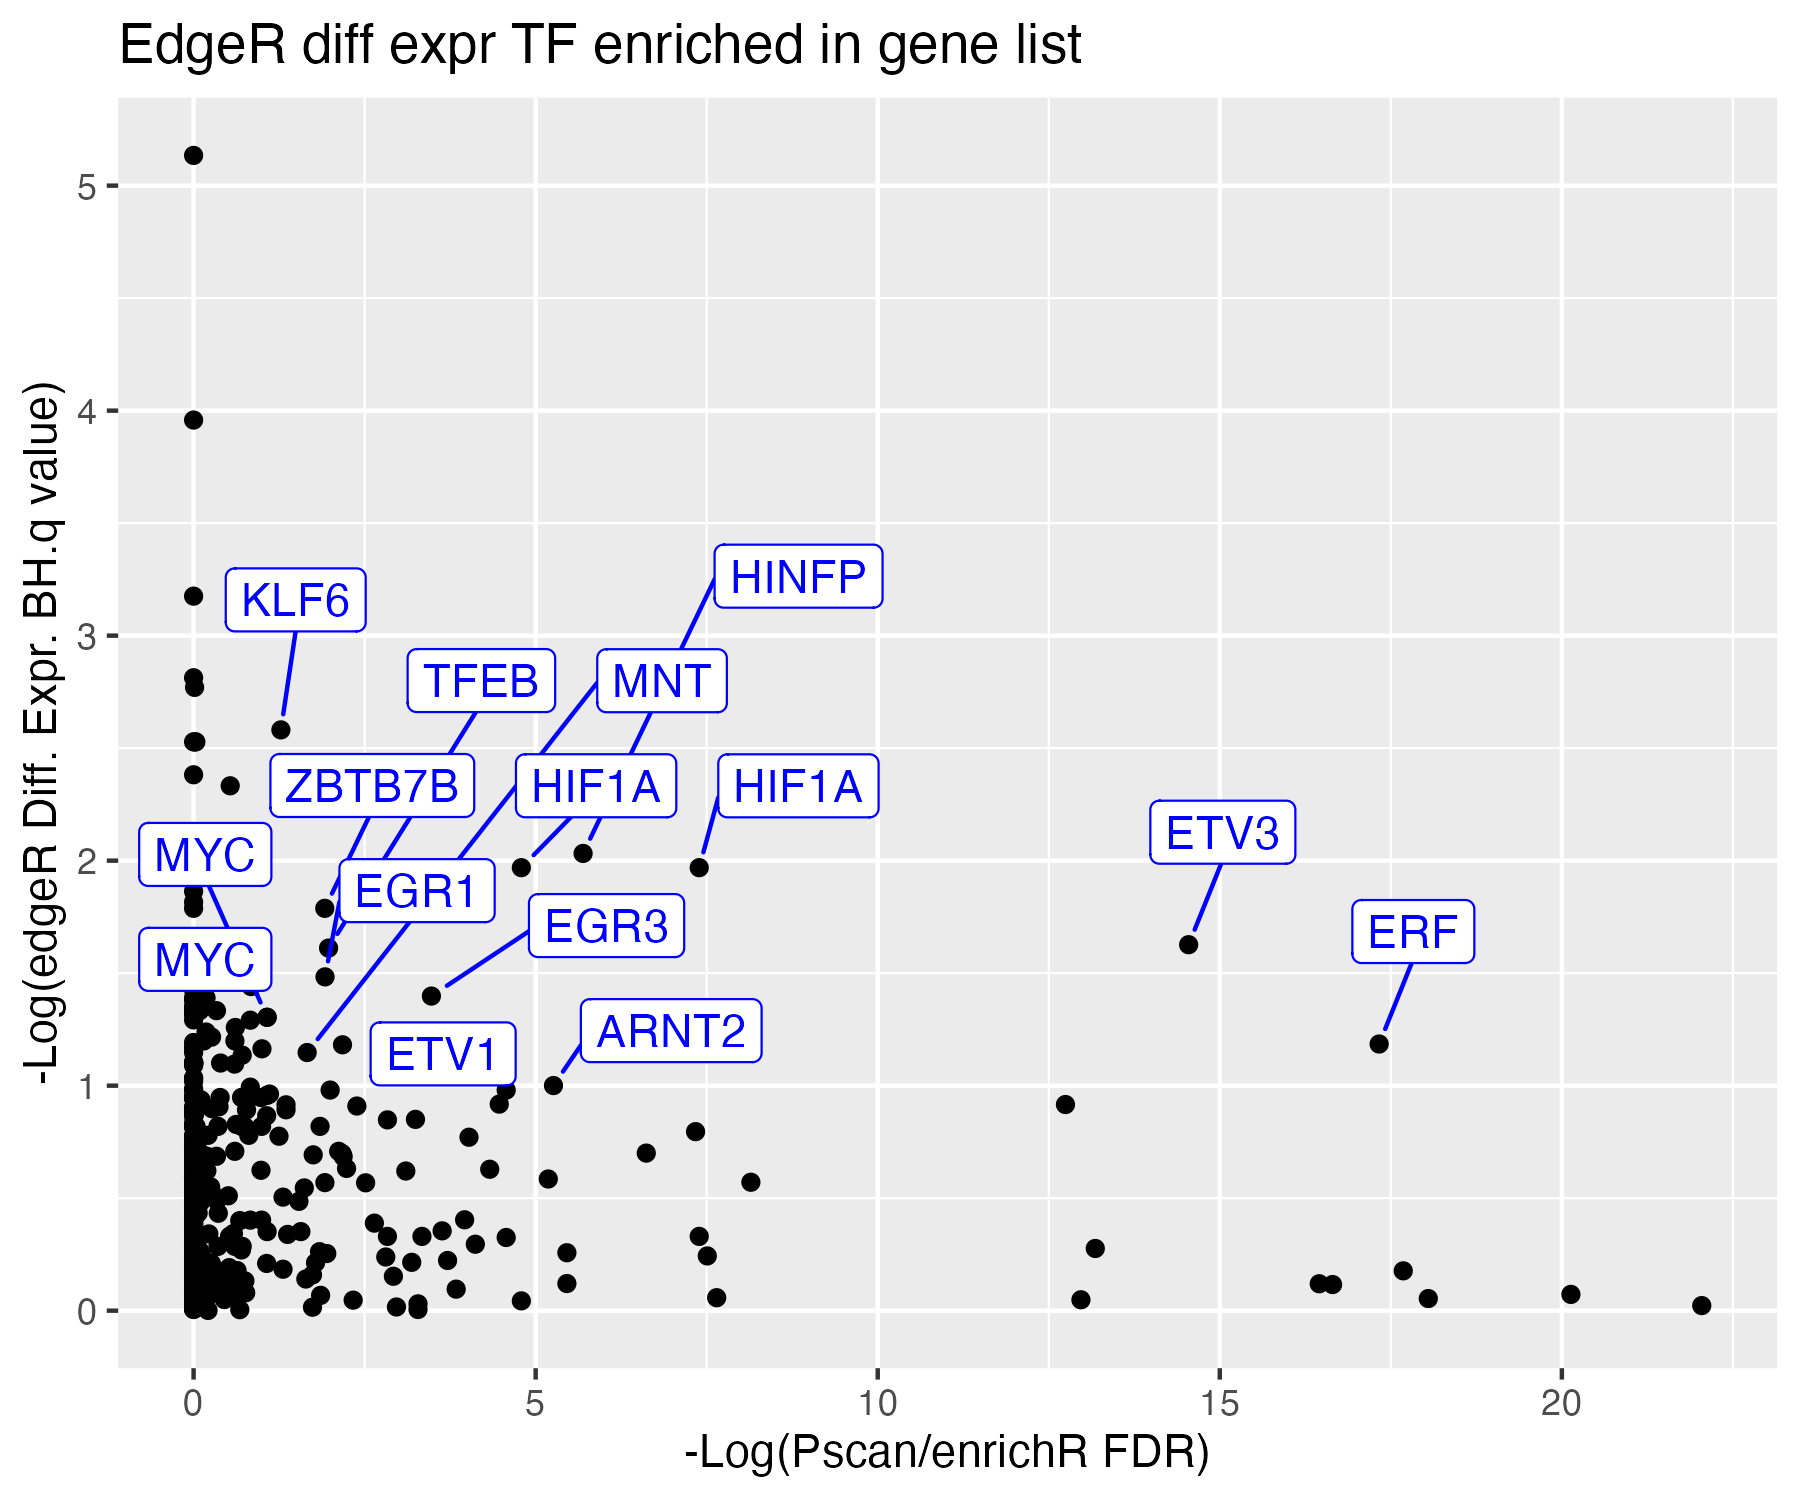 EdgeR diff expr TF enriched in gene list
-Log(edgeR Diff. Expr. BH.q value)
5
4
3
2
1
0
HINFP
KLF6
TFEB
MNT
ZBTB7B
HIF1A
HIF1A
ETV3
MYC
EGR1
EGR3
ERF
MYC
ETV1
ARNT2
0
5
10
15
20
-Log(Pscan/enrichR FDR)